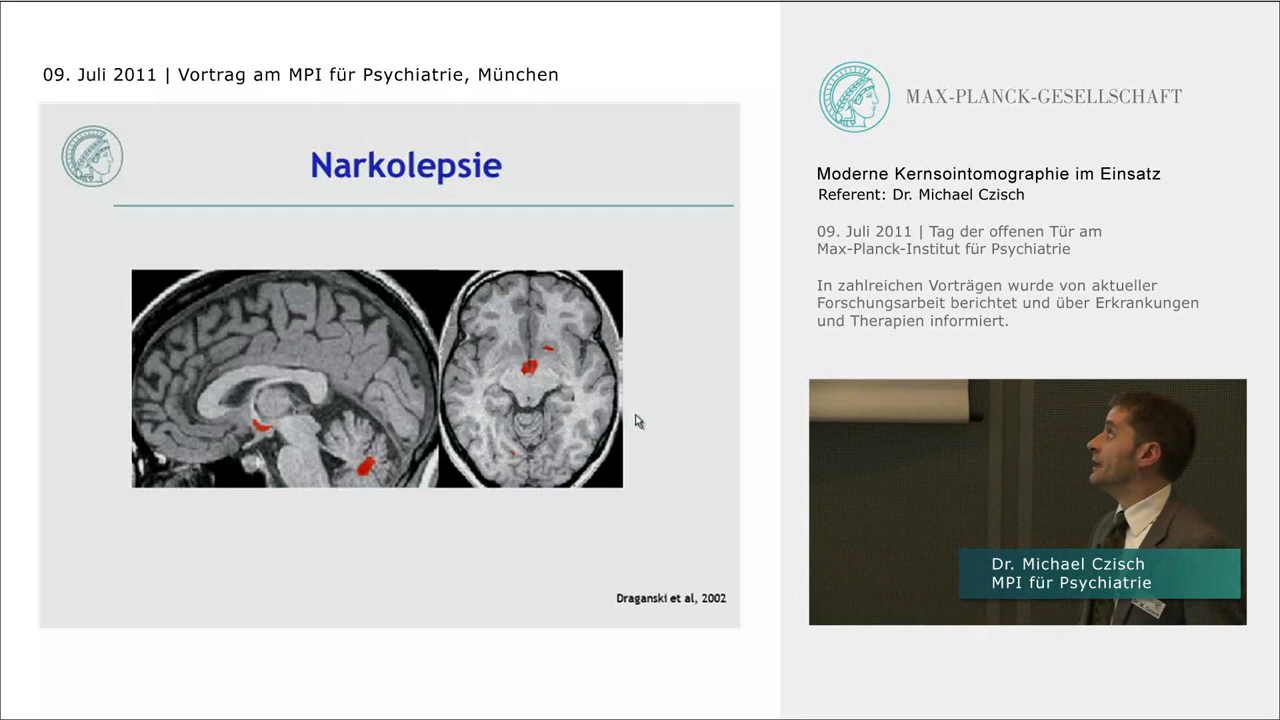 09. Juli 2011 | Vortrag am MPI für Psychiatrie, München
Narkolepsie
Draganski et al, 2002
MAX-PLANCK-GESELLSCHAFT
Moderne Kernsointomographie im Einsatz
Referent: Dr. Michael Czisch
09. Juli 2011 | Tag der offenen Tür am
Max-Planck-Institut für Psychiatrie
In zahlreichen Vorträgen wurde von aktueller
Forschungsarbeit berichtet und über Erkrankungen
und Therapien informiert.
Dr. Michael Czisch
MPI für Psychiatrie